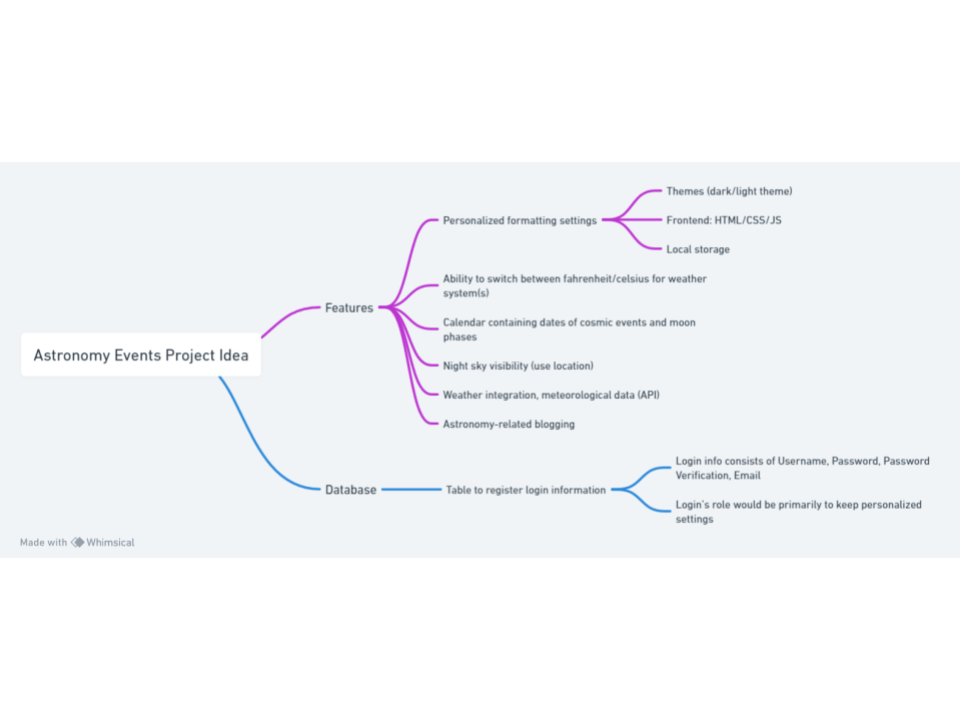 Themes (dark/light theme)
Personalized formatting settings
Frontend: HTML/CSS/JS
Local storage
Ability to switch between fahrenheit/celsius for weather
system(s)
Features
Calendar containing dates of cosmic events and moon
phases
Astronomy Events Project Idea
Night sky visibility (use location)
Weather integration, meteorological data (API)
Astronomy-related blogging
Database
Table to register login information
Login info consists of Username, Password, Password
Verification, Email
Login's role would be primarily to keep personalized
settings
Made with Whimsical